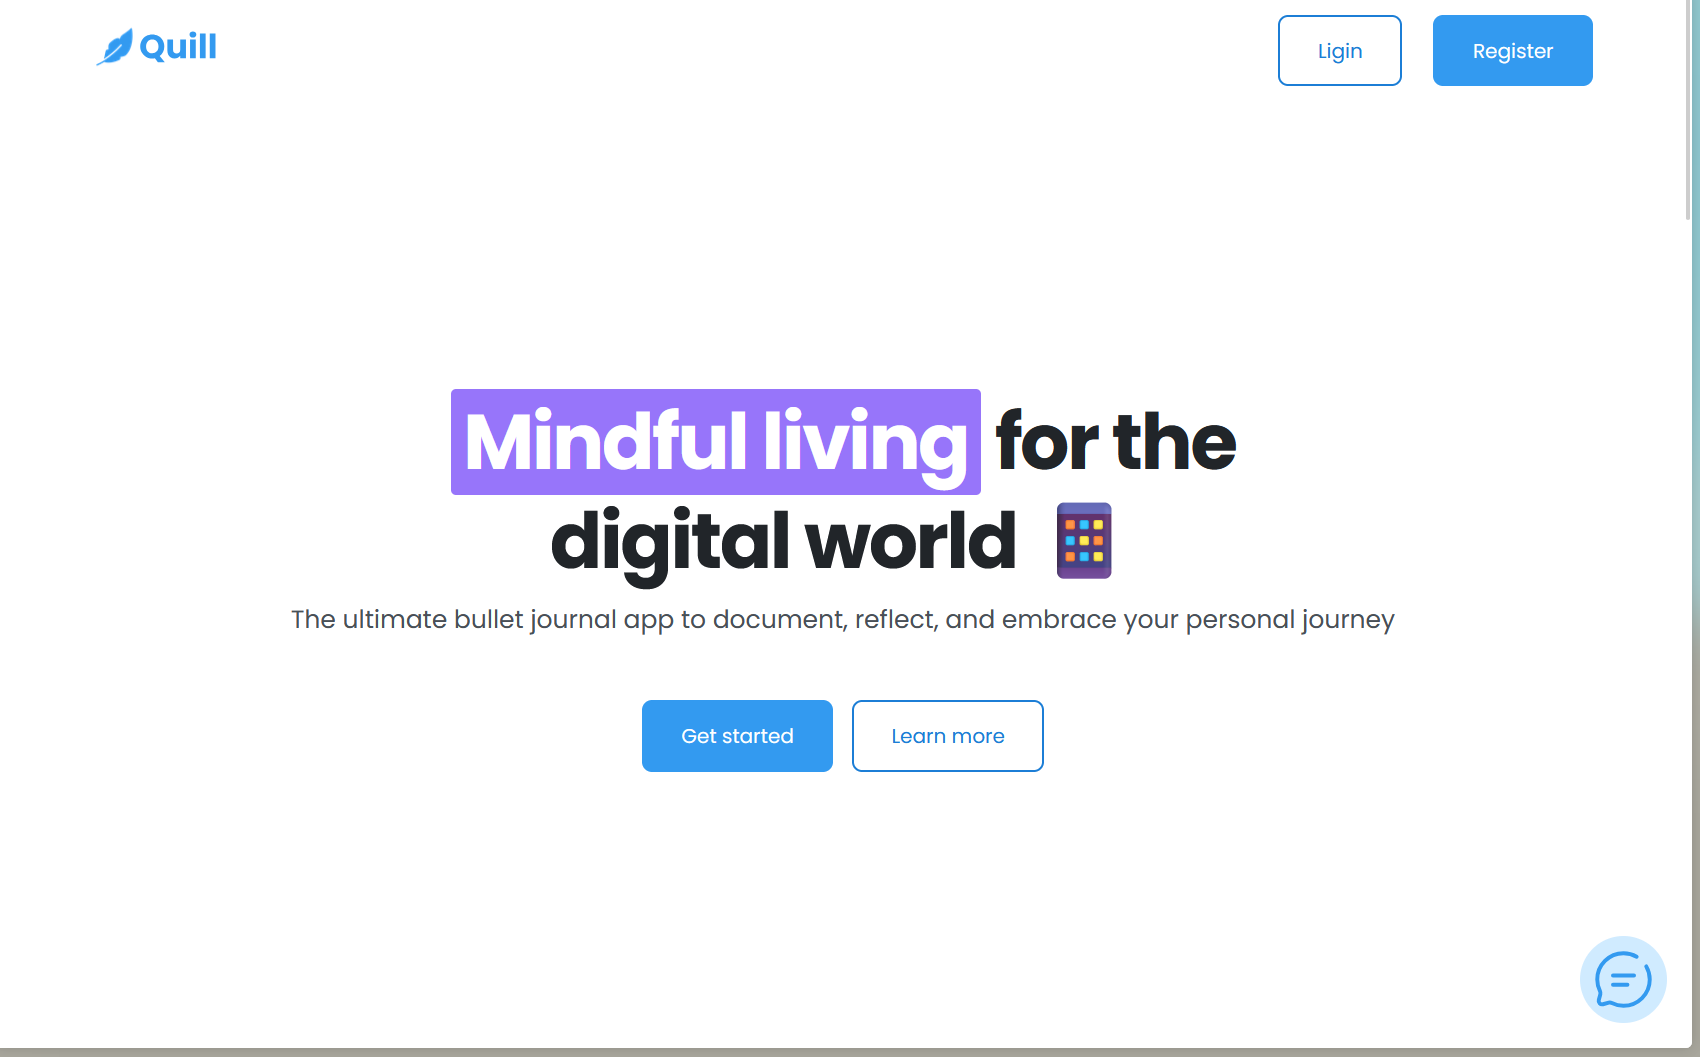 Quill
Ligin
Register
Mindful living for the
digital world
The ultimate bullet journal app to document, reflect, and embrace your personal journey
Get started
Learn more